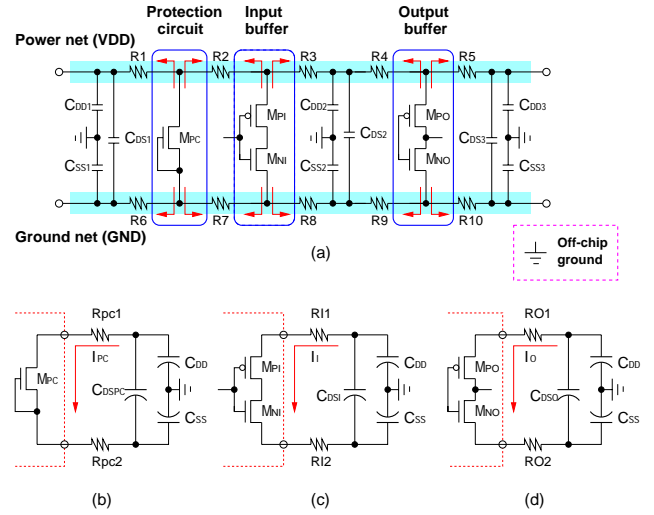 Protection circuit
Input buffer
Output buffer
Power net (VDD)
R1 R2 R3 R4 R5
CDD1 CDD2 CDD3
MPI MPO
MPC CDS1 CDS2 CDS3
MNI MNO
CSS1 CSS2 CSS3
R6 R7 R8 R9 R10
Ground net (GND)
(a)
Off-chip ground
Rpc1 RI1 RO1
IPC II IO
MPC CDD MPI CDD MPO CDD
CDSPC CDSI CDSO
CSS MNI CSS MNO CSS
Rpc2 RI2 RO2
(b) (c) (d)